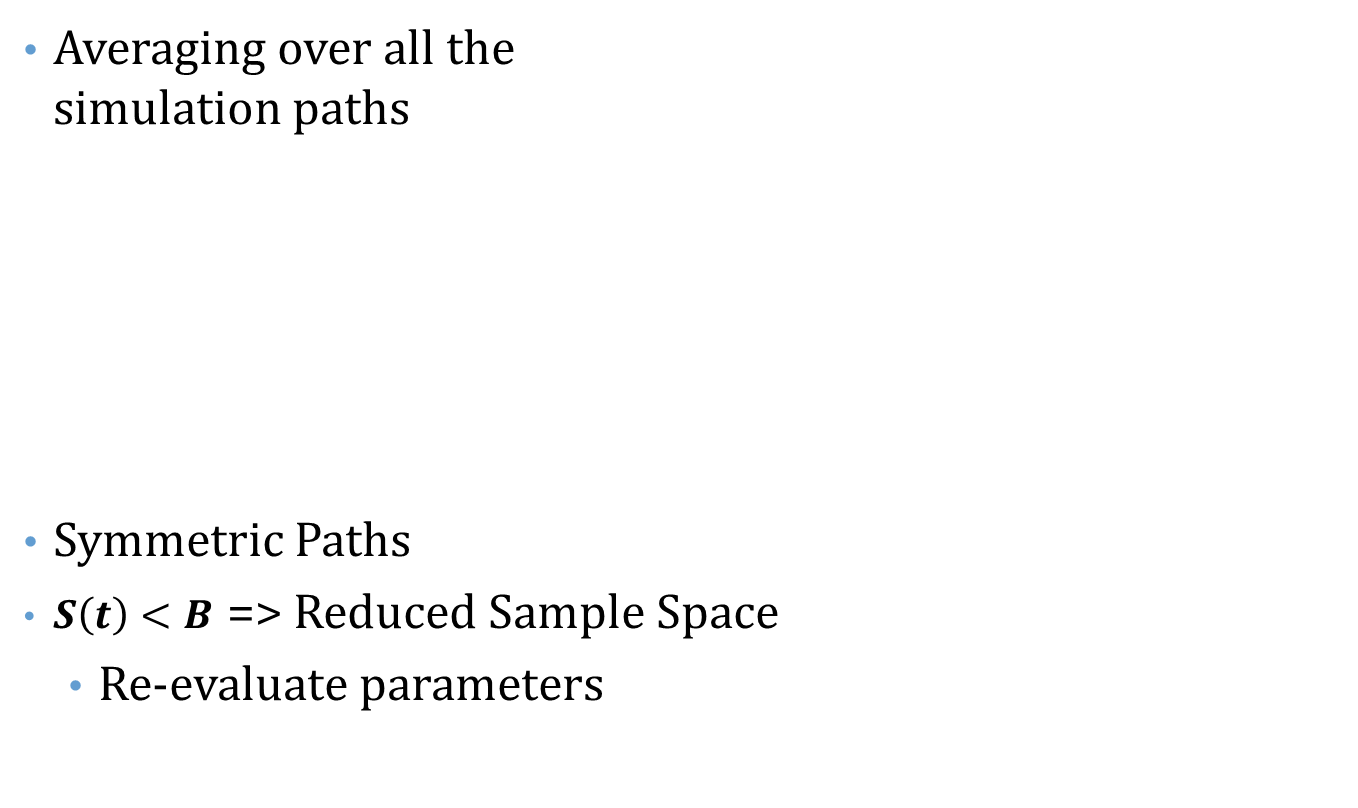 • Averaging over all the
simulation paths
• Symmetric Paths
• S(t) < B => Reduced Sample Space
• Re-evaluate parameters